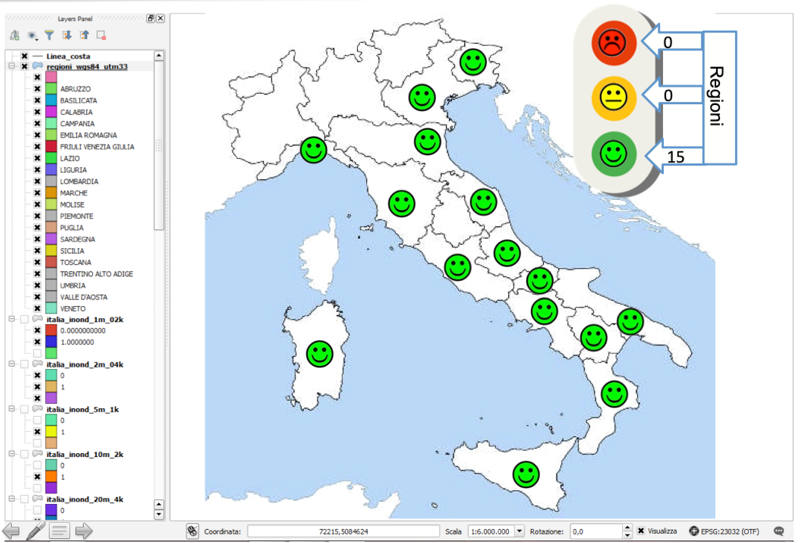 Layers Panel
Linea_costa
regioni_wgs84_utm33
ABRUZZO
BASILICATA
CALABRIA
CAMPANIA
EMILIA ROMAGNA
FRIULI VENEZIA GIULIA
LAZIO
LIGURIA
LOMBARDIA
MARCHE
MOLISE
PIEMONTE
PUGLIA
SARDEGNA
SICILIA
TOSCANA
TRENTINO ALTO ADIGE
UMBRIA
VALLE D'AOSTA
VENETO
italia_inond_1m_02k
0.0000000000
1.0000000
italia_inond_2m_04k
0
1
italia_inond_5m_1k
0
1
italia_inond_10m_2k
0
1
italia_inond_20m_4k
0
0
0
15
Regioni
Coordinata: 72215,5084624 Scala 1:6.000.000 Rotazione: 0,0 Visualizza EPSG:23032 (OTF)